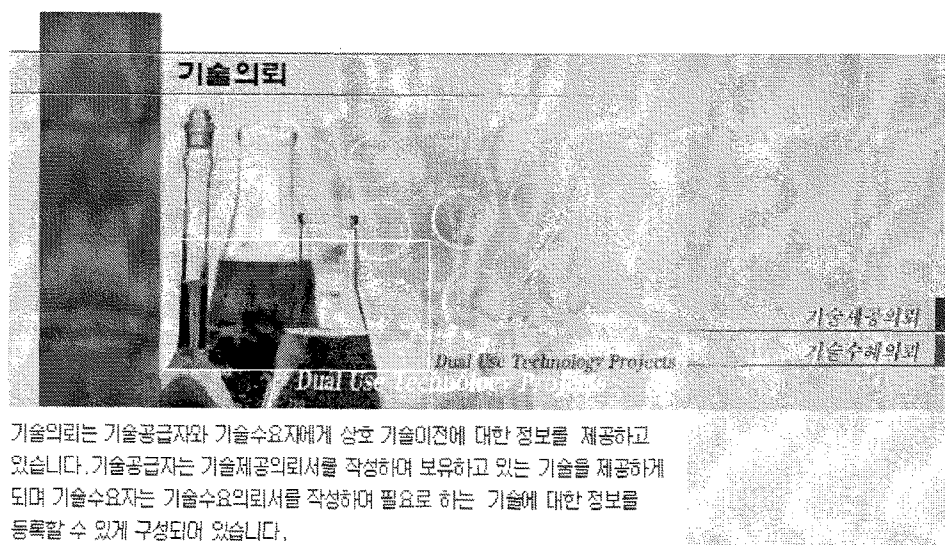 기술의뢰
기술제공의뢰
기술수혜의뢰
Dual Use Technology Projects
Dual Use Technology Projects
기술의뢰는 기술공급자와 기술수요자에게 상호 기술이전에 대한 정보를 제공하고
있습니다.기술공급자는 기술제공의뢰서를 작성하며 보유하고 있는 기술을 제공하게
되며 기술수요자는 기술수요의뢰서를 작성하여 필요로 하는 기술에 대한 정보를
등록할 수 있게 구성되어 있습니다.